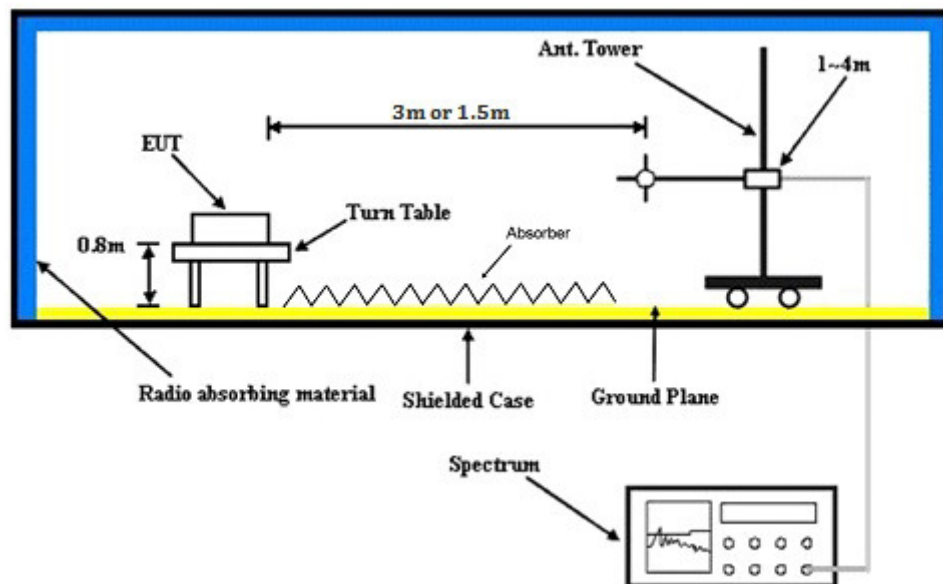 Ant. Tower
1~4m
3m or 1.5m
EUT
Turn Table
0.8m
Absorber
Radio absorbing material
Shielded Case
Ground Plane
Spectrum